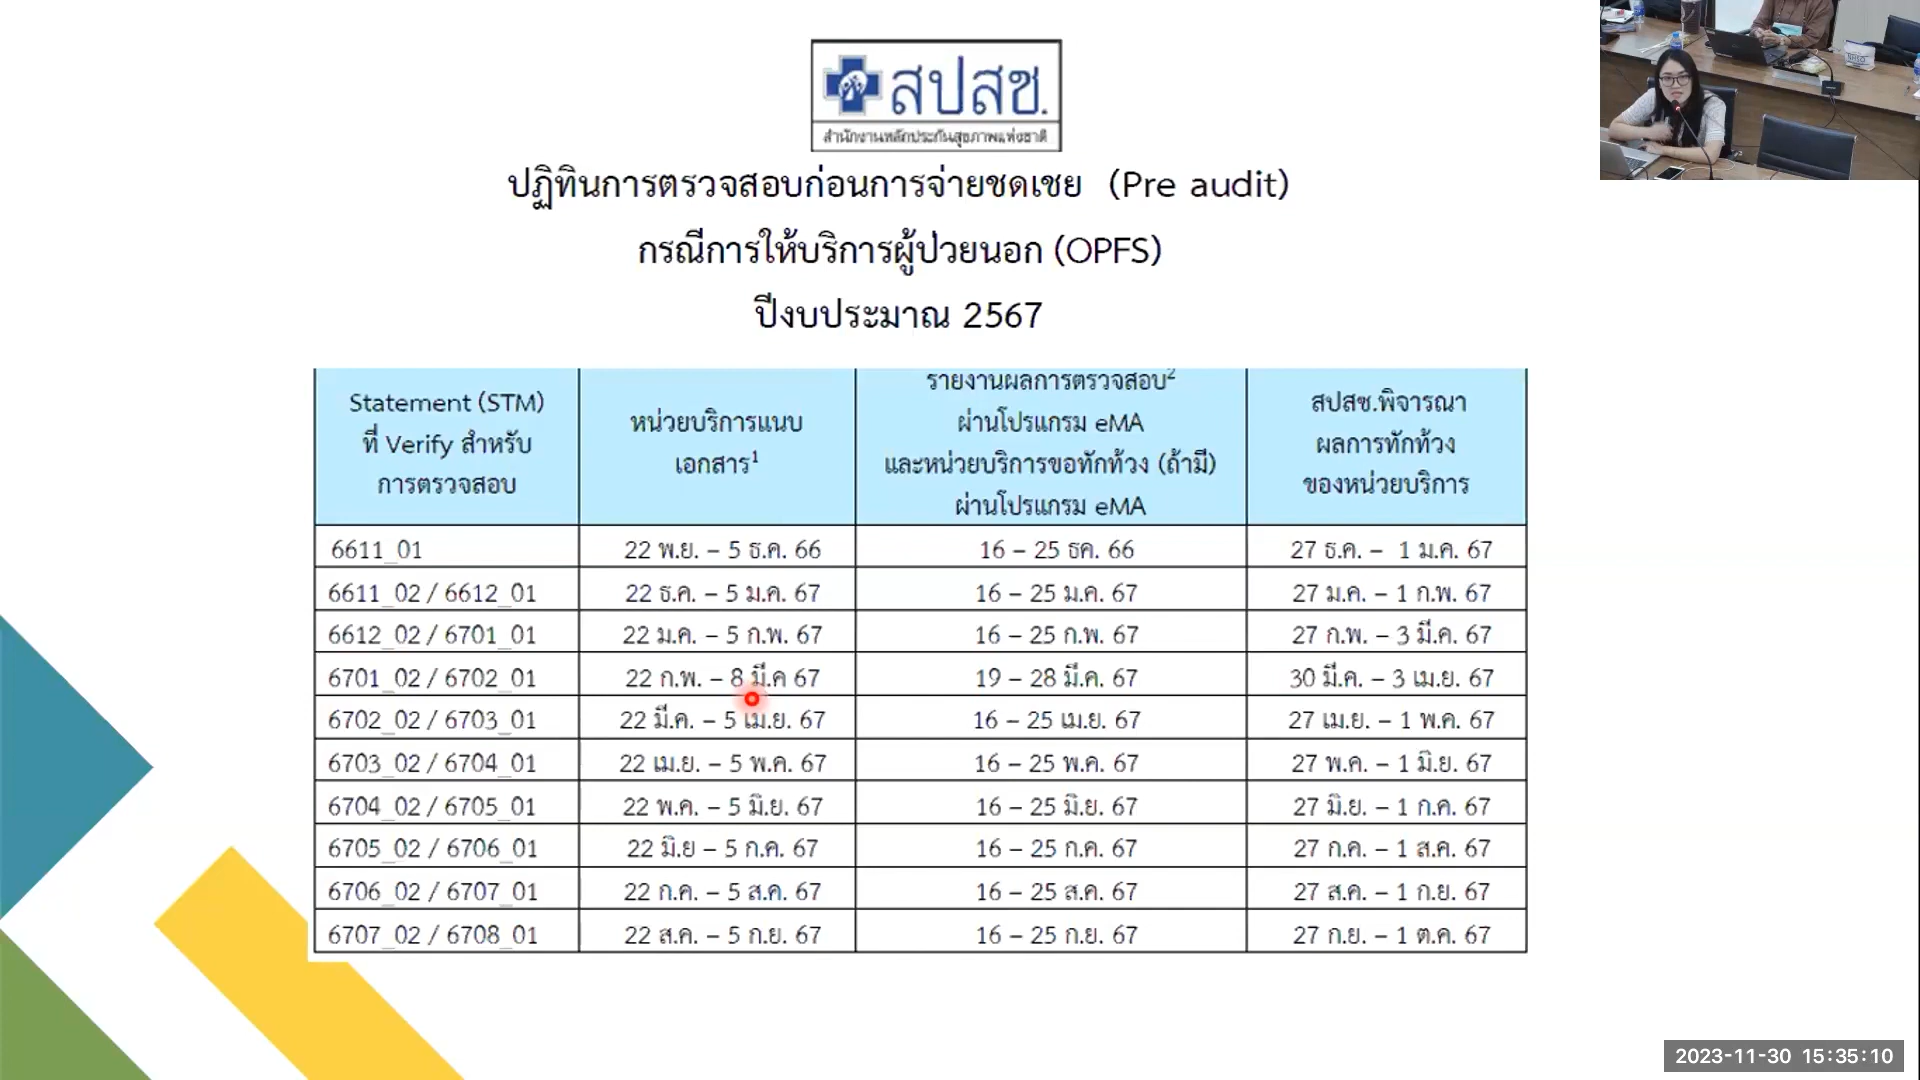 สปสช.
สำนักงานหลักประกันสุขภาพแห่งชาติ
ปฏิทินการตรวจสอบก่อนการจ่ายชดเชย (Pre audit)
กรณีการให้บริการผู้ป่วยนอก (OPFS)
ปีงบประมาณ 2567
Statement (STM)
ที่ Verify สำหรับ
การตรวจสอบ
หน่วยบริการแนบ
เอกสาร1
รายงานผลการตรวจสอบ2
ผ่านโปรแกรม eMA
และหน่วยบริการขอทักท้วง (ถ้ามี)
ผ่านโปรแกรม eMA
สปสช.พิจารณา
ผลการทักท้วง
ของหน่วยบริการ
6611_01 22 พ.ย. – 5 ธ.ค. 66 16 – 25 ธค. 66 27 ธ.ค. – 1 ม.ค. 67
6611_02 / 6612_01 22 ธ.ค. – 5 ม.ค. 67 16 – 25 ม.ค. 67 27 ม.ค. – 1 ก.พ. 67
6612_02 / 6701_01 22 ม.ค. – 5 ก.พ. 67 16 – 25 ก.พ. 67 27 ก.พ. – 3 มี.ค. 67
6701_02 / 6702_01 22 ก.พ. – 8 มี.ค 67 19 – 28 มี.ค. 67 30 มี.ค. – 3 เม.ย. 67
6702_02 / 6703_01 22 มี.ค. – 5 เม.ย. 67 16 – 25 เม.ย. 67 27 เม.ย. – 1 พ.ค. 67
6703_02 / 6704_01 22 เม.ย. – 5 พ.ค. 67 16 – 25 พ.ค. 67 27 พ.ค. – 1 มิ.ย. 67
6704_02 / 6705_01 22 พ.ค. – 5 มิ.ย. 67 16 – 25 มิ.ย. 67 27 มิ.ย. – 1 ก.ค. 67
6705_02 / 6706_01 22 มิ.ย – 5 ก.ค. 67 16 – 25 ก.ค. 67 27 ก.ค. – 1 ส.ค. 67
6706_02 / 6707_01 22 ก.ค. – 5 ส.ค. 67 16 – 25 ส.ค. 67 27 ส.ค. – 1 ก.ย. 67
6707_02 / 6708_01 22 ส.ค. – 5 ก.ย. 67 16 – 25 ก.ย. 67 27 ก.ย. – 1 ต.ค. 67
2023-11-30 15:35:10